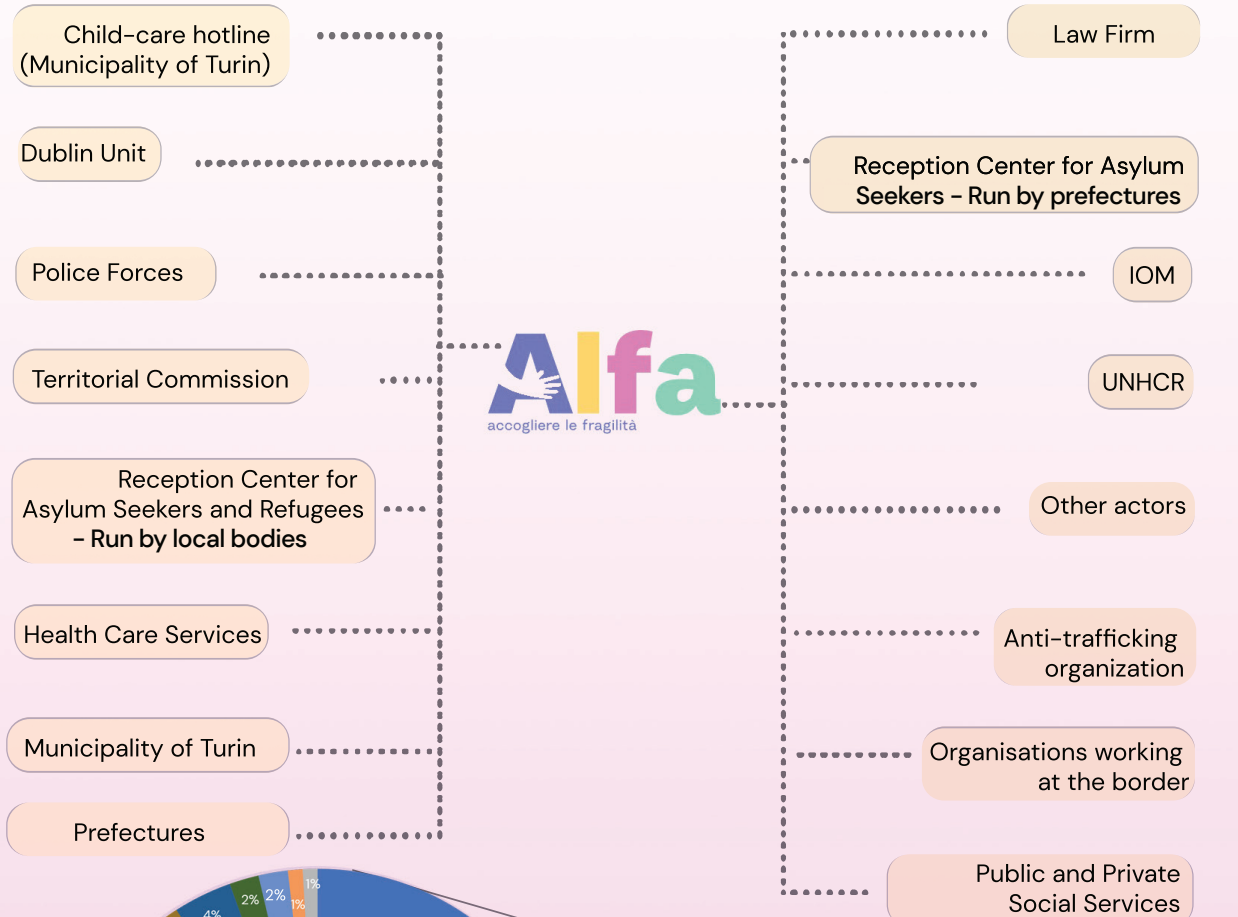 Child-care hotline
(Municipality of Turin)
Dublin Unit
Police Forces
Territorial Commission
Reception Center for
Asylum Seekers and Refugees
- Run by local bodies
Health Care Services
Municipality of Turin
Prefectures
Alfa
accogliere le fragilità
Law Firm
Reception Center for Asylum
Seekers - Run by prefectures
IOM
UNHCR
Other actors
Anti-trafficking
organization
Organisations working
at the border
Public and Private
Social Services
4%
2%
2%
1%
1%